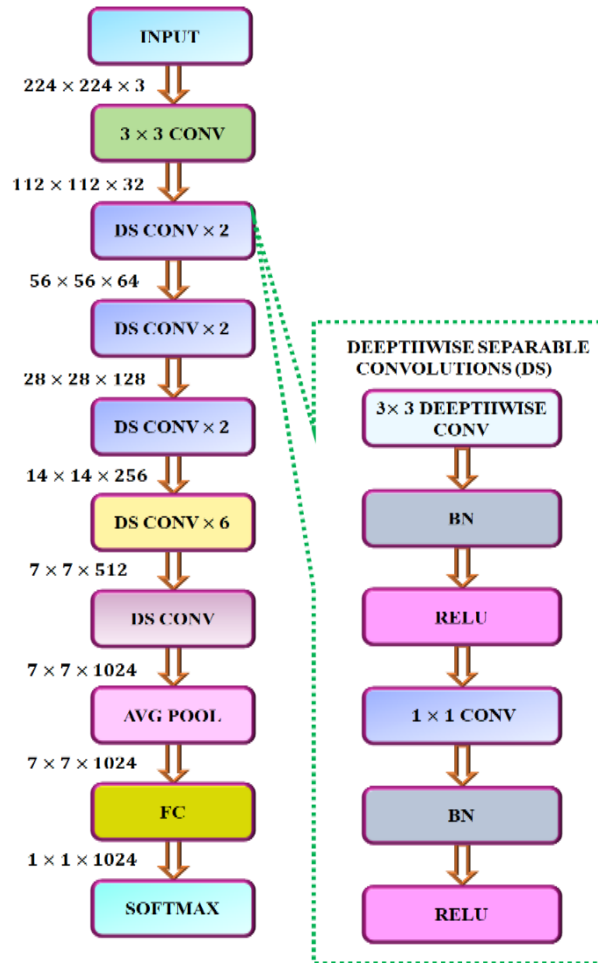 INPUT
224 × 224 × 3
3 × 3 CONV
112 × 112 × 32
DS CONV × 2
56 × 56 × 64
DS CONV × 2
28 × 28 × 128
DS CONV × 2
14 × 14 × 256
DS CONV × 6
7 × 7 × 512
DS CONV
7 × 7 × 1024
AVG POOL
7 × 7 × 1024
FC
1 × 1 × 1024
SOFTMAX
DEEPTIIWISE SEPARABLE
CONVOLUTIONS (DS)
3× 3 DEEPTIIWISE
CONV
BN
RELU
1 × 1 CONV
BN
RELU